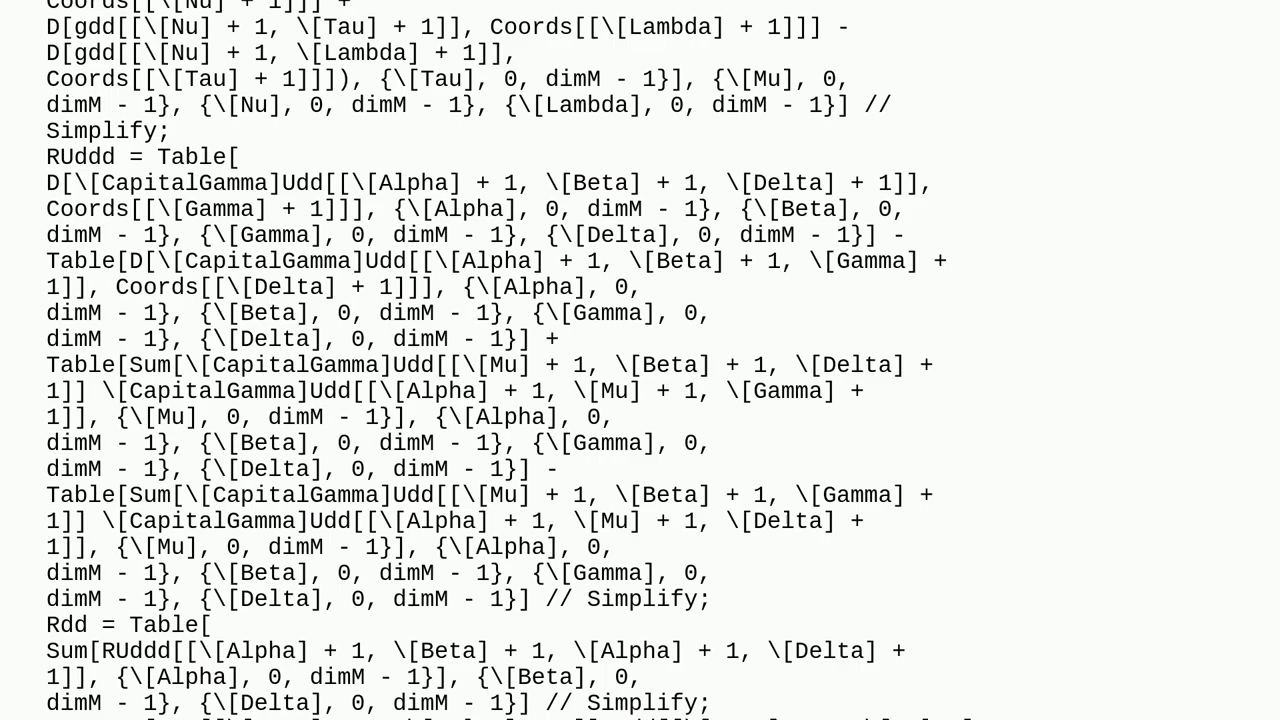 Coords[[\[Nu] + 1]]] +
D[gdd[[\[Nu] + 1, \[Tau] + 1]], Coords[[\[Lambda] + 1]]] -
D[gdd[[\[Nu] + 1, \[Lambda] + 1]],
Coords[[\[Tau] + 1]]]), {\[Tau], 0, dimM - 1}], {\[Mu], 0,
dimM - 1}, {\[Nu], 0, dimM - 1}, {\[Lambda], 0, dimM - 1}] //
Simplify;
RUddd = Table[
D[\[CapitalGamma]Udd[[\[Alpha] + 1, \[Beta] + 1, \[Delta] + 1]],
Coords[[\[Gamma] + 1]]], {\[Alpha], 0, dimM - 1}, {\[Beta], 0,
dimM - 1}, {\[Gamma], 0, dimM - 1}, {\[Delta], 0, dimM - 1}] -
Table[D[\[CapitalGamma]Udd[[\[Alpha] + 1, \[Beta] + 1, \[Gamma] +
1]], Coords[[\[Delta] + 1]]], {\[Alpha], 0,
dimM - 1}, {\[Beta], 0, dimM - 1}, {\[Gamma], 0,
dimM - 1}, {\[Delta], 0, dimM - 1}] +
Table[Sum[\[CapitalGamma]Udd[[\[Mu] + 1, \[Beta] + 1, \[Delta] +
1]] \[CapitalGamma]Udd[[\[Alpha] + 1, \[Mu] + 1, \[Gamma] +
1]], {\[Mu], 0, dimM - 1}], {\[Alpha], 0,
dimM - 1}, {\[Beta], 0, dimM - 1}, {\[Gamma], 0,
dimM - 1}, {\[Delta], 0, dimM - 1}] -
Table[Sum[\[CapitalGamma]Udd[[\[Mu] + 1, \[Beta] + 1, \[Gamma] +
1]] \[CapitalGamma]Udd[[\[Alpha] + 1, \[Mu] + 1, \[Delta] +
1]], {\[Mu], 0, dimM - 1}], {\[Alpha], 0,
dimM - 1}, {\[Beta], 0, dimM - 1}, {\[Gamma], 0,
dimM - 1}, {\[Delta], 0, dimM - 1}] // Simplify;
Rdd = Table[
Sum[RUddd[[\[Alpha] + 1, \[Beta] + 1, \[Alpha] + 1, \[Delta] +
1]], {\[Alpha], 0, dimM - 1}], {\[Beta], 0,
dimM - 1}, {\[Delta], 0, dimM - 1}] // Simplify;